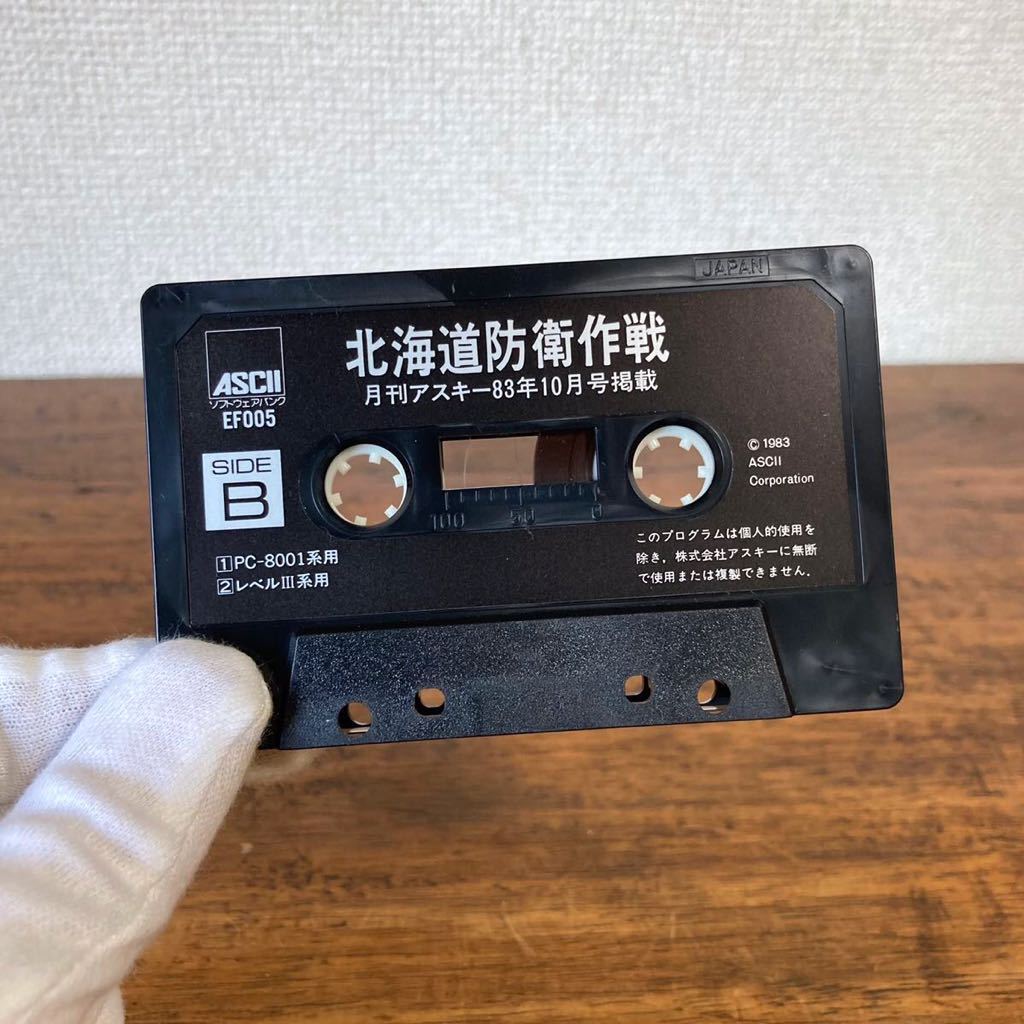 JAPAN
北海道防衛作戦
月刊アスキー83年10月号掲載
ASCII
ソフトウェアバンク
EF005
SIDE
B
© 1983
ASCII
Corporation
100 50 0
1 PC-8001系用
2 レベルIII系用
このプログラムは個人的使用を
除き，株式会社アスキーに無断
で使用または複製できません．